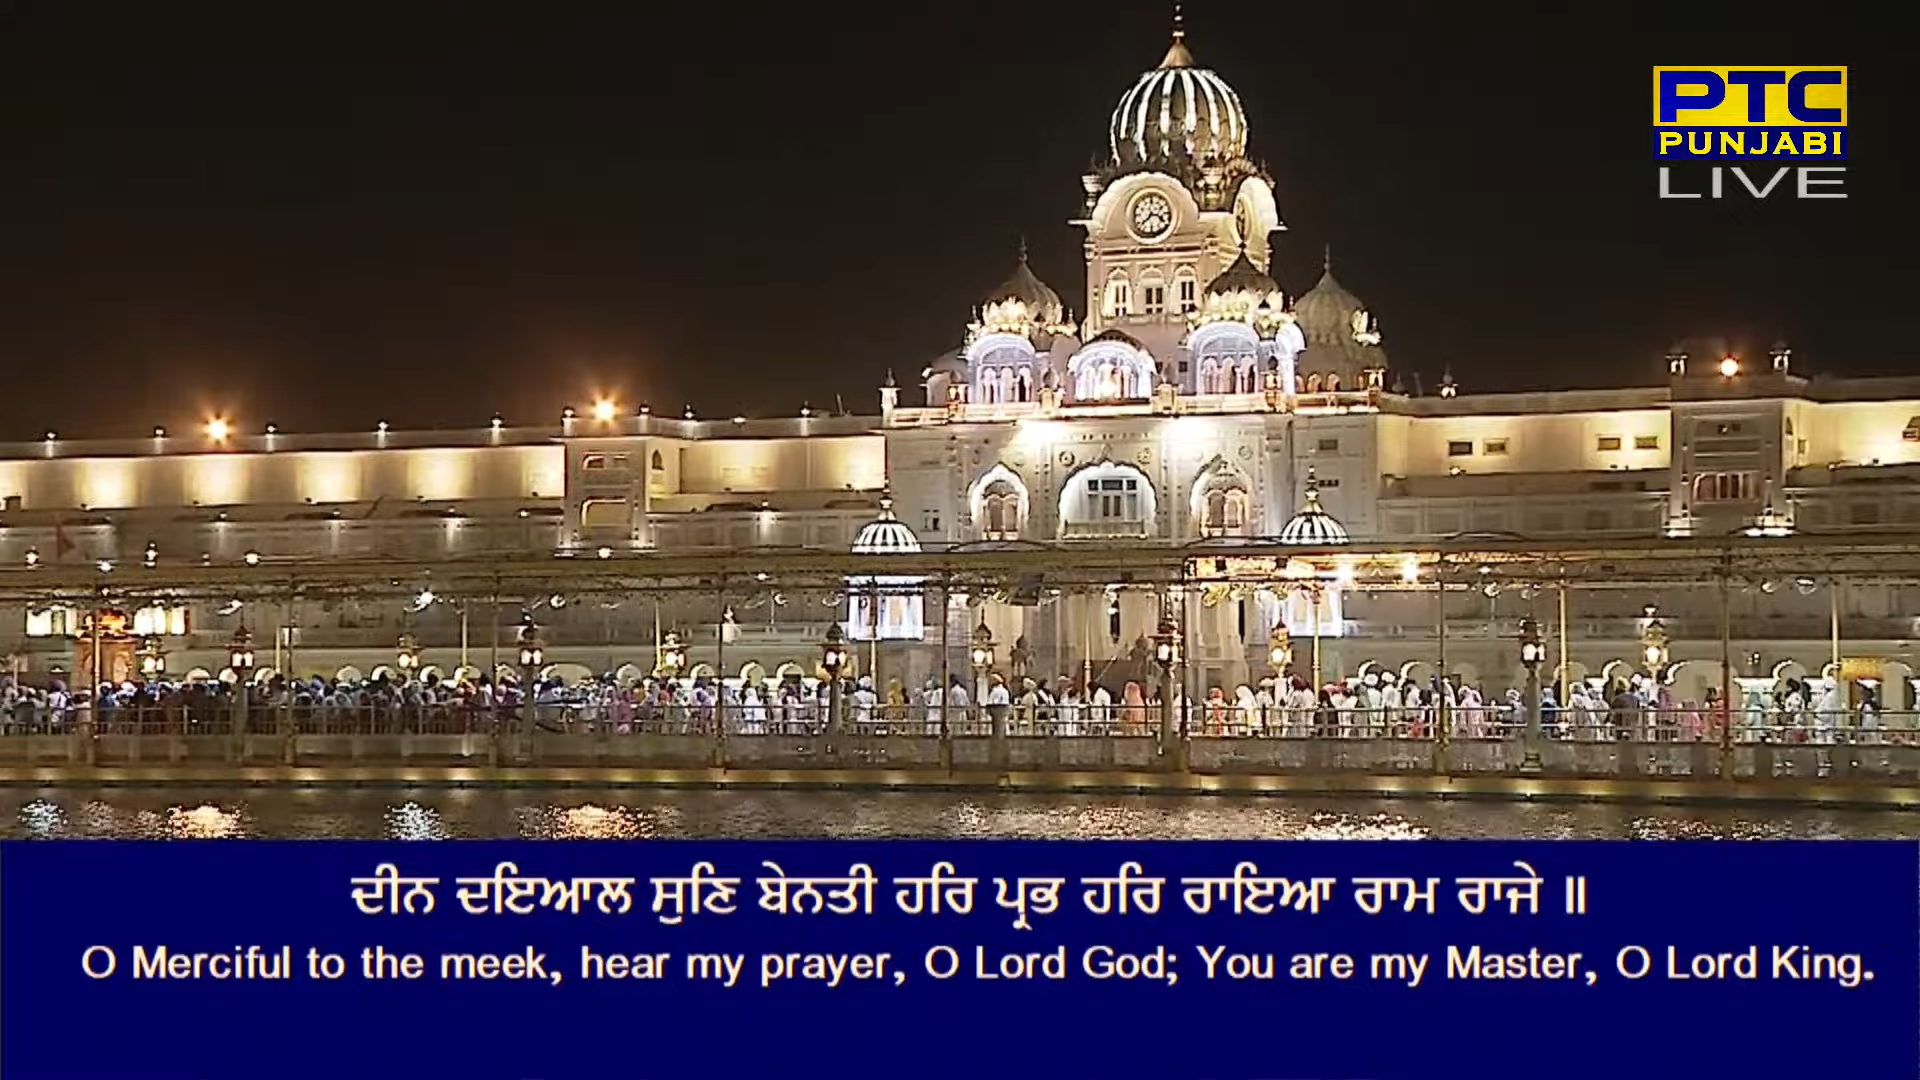 PTC
PUNJABI
LIVE
ਦੀਨ ਦਇਆਲ ਸੁਣਿ ਬੇਨਤੀ ਹਰਿ ਪ੍ਰਭ ਹਰਿ ਰਾਇਆ ਰਾਮ ਰਾਜੇ ॥
O Merciful to the meek, hear my prayer, O Lord God; You are my Master, O Lord King.